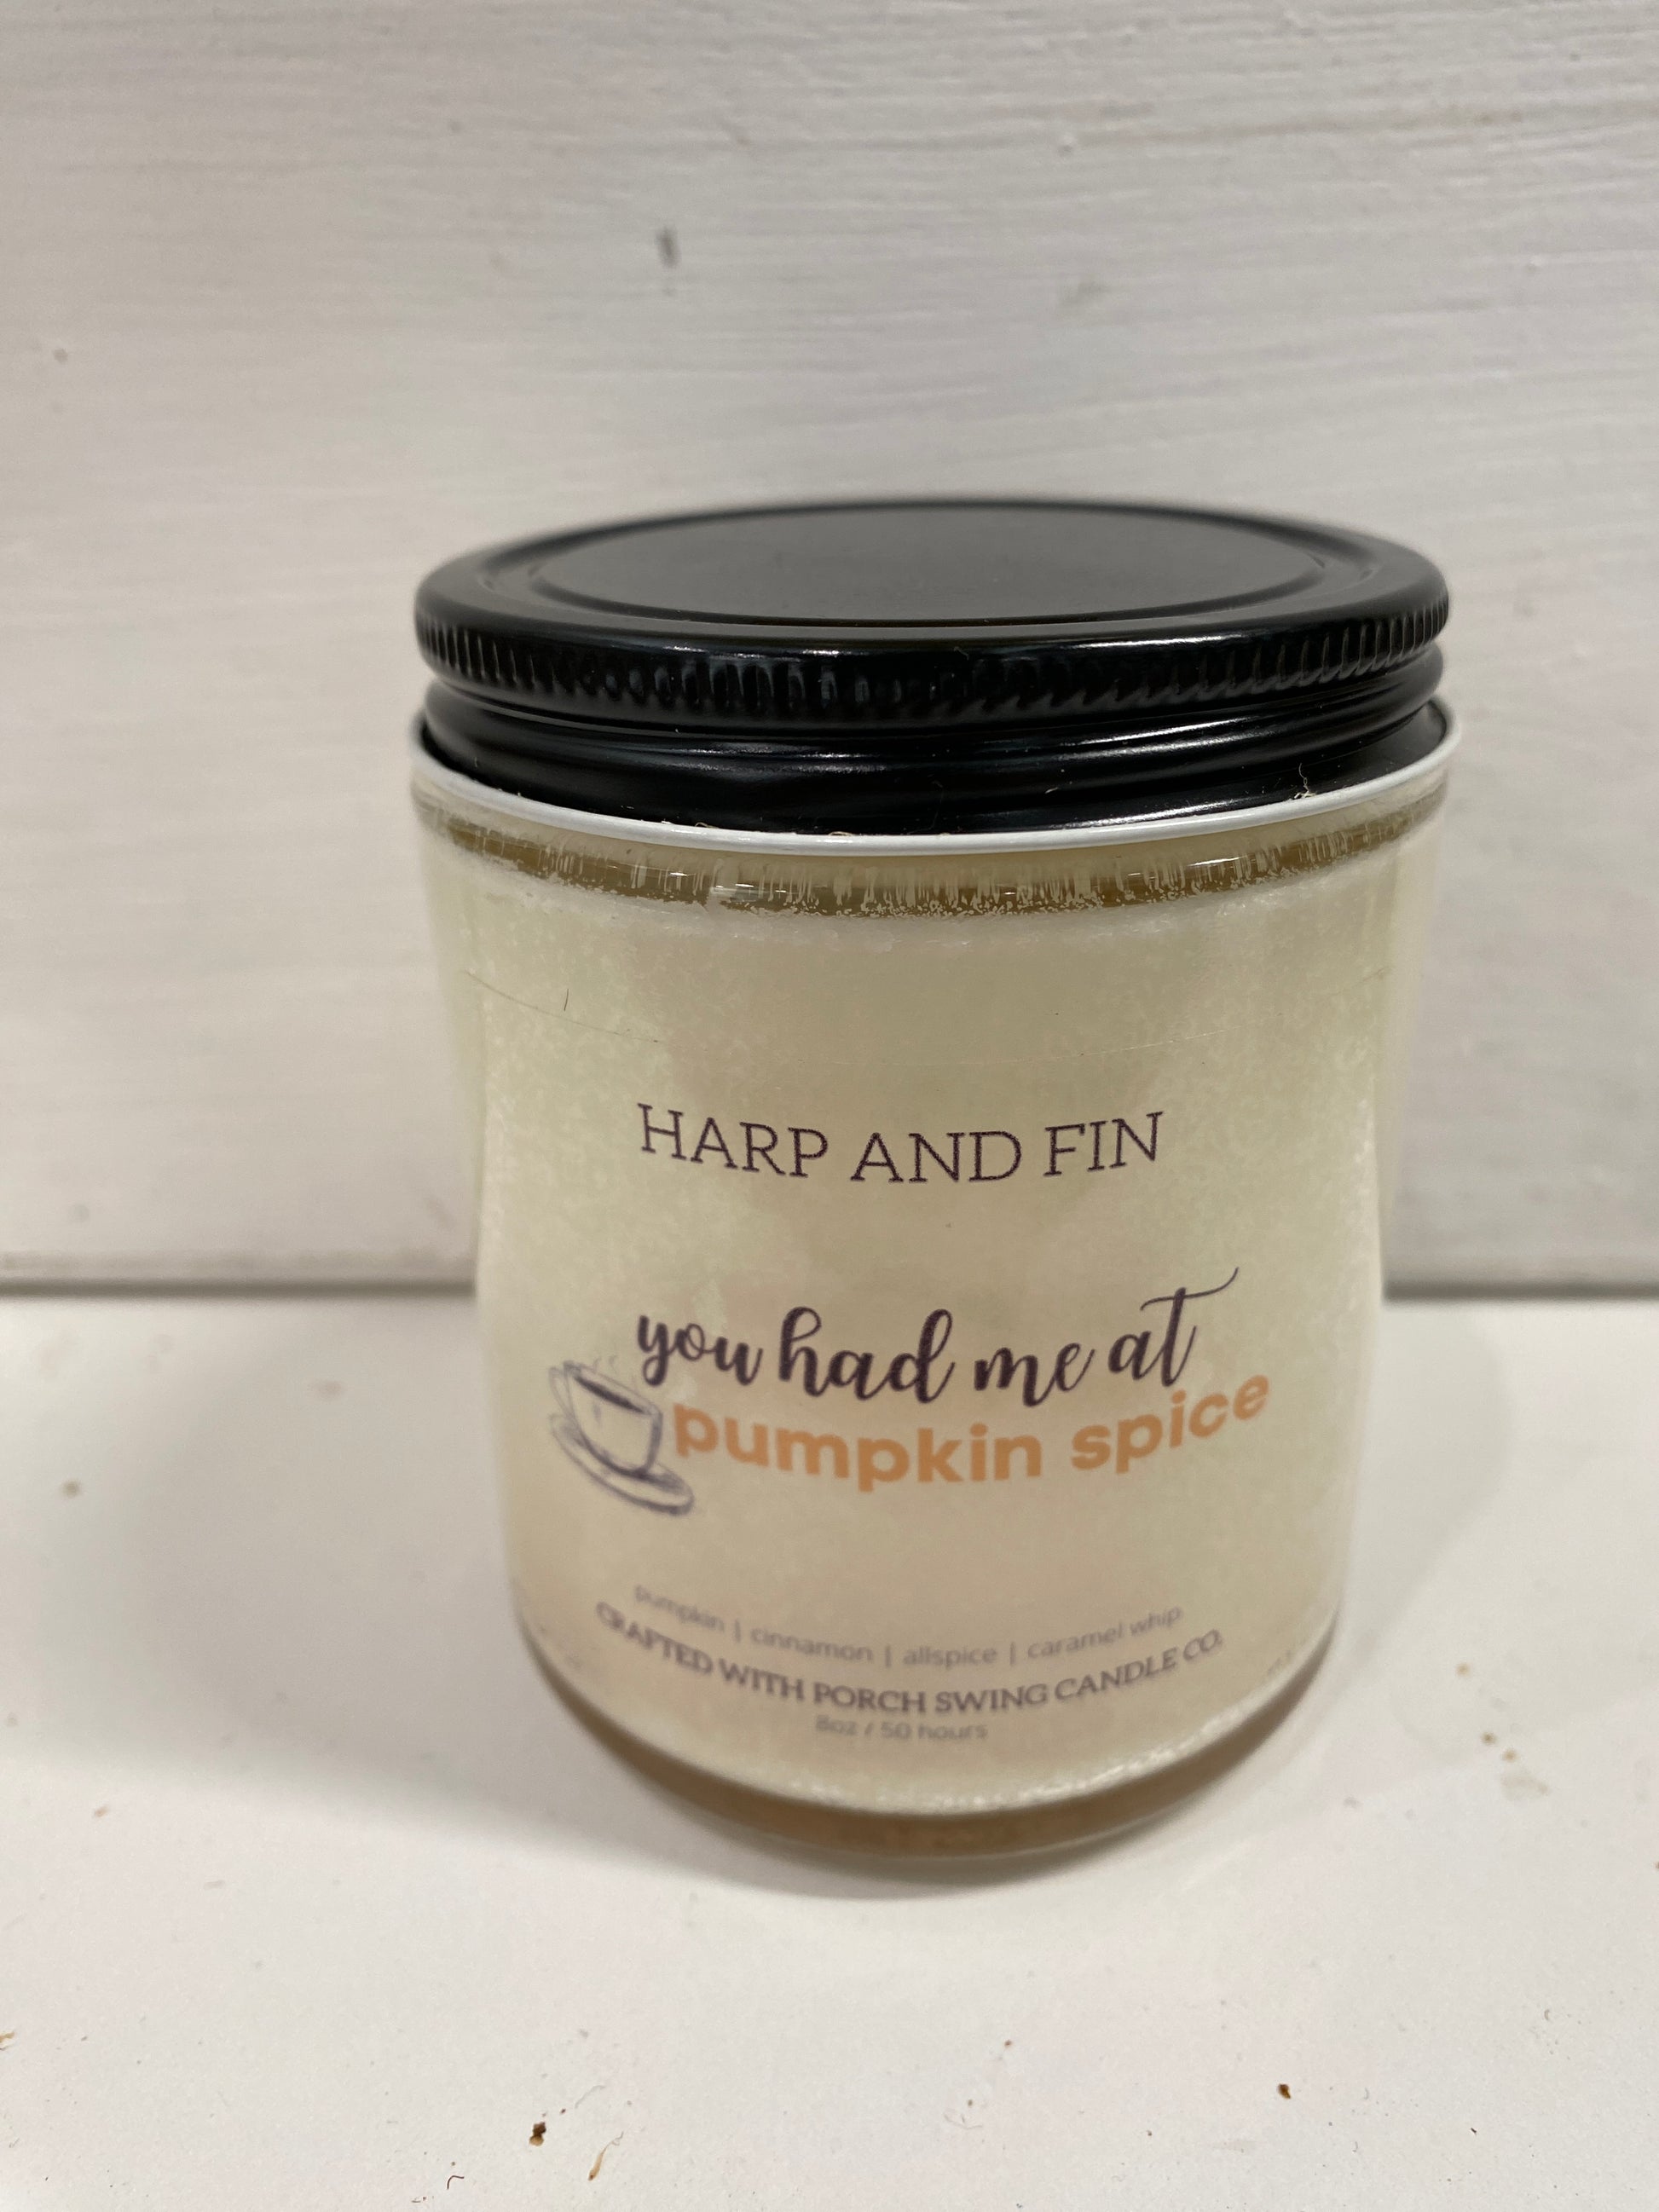 HARP AND FIN
you had me at
pumpkin spice
pumpkin | cinnamon | allspice | caramel whip
CRAFTED WITH PORCH SWING CANDLE CO.
8oz / 50 hours